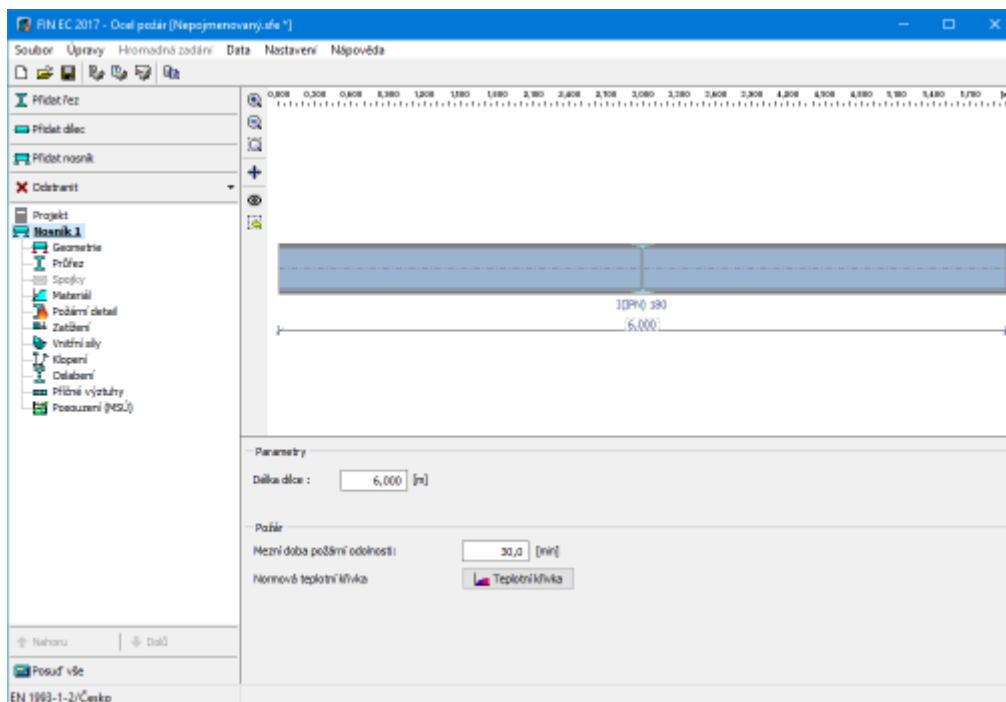 FIN EC 2017 - Ocel požár [Nepojmenovaný.sfe *]
Soubor Úpravy Hromadná zadání Data Nastavení Nápověda
Přidat řez
Přidat dílec
Přidat nosník
Odstranit
Projekt
Nosník 1
Geometrie
Průřez
Spojky
Materiál
Požární detail
Zatížení
Vnitřní síly
Klopení
Oslabení
Příčné výztuhy
Posouzení (MSÚ)
Nahoru Dolů
Posuď vše
EN 1993-1-2/Česko
I(IPN) 180
6,000
Parametry
Délka dílce : 6,000 [m]
Požár
Mezní doba požární odolnosti: 30,0 [min]
Normová teplotní křivka Teplotní křivka